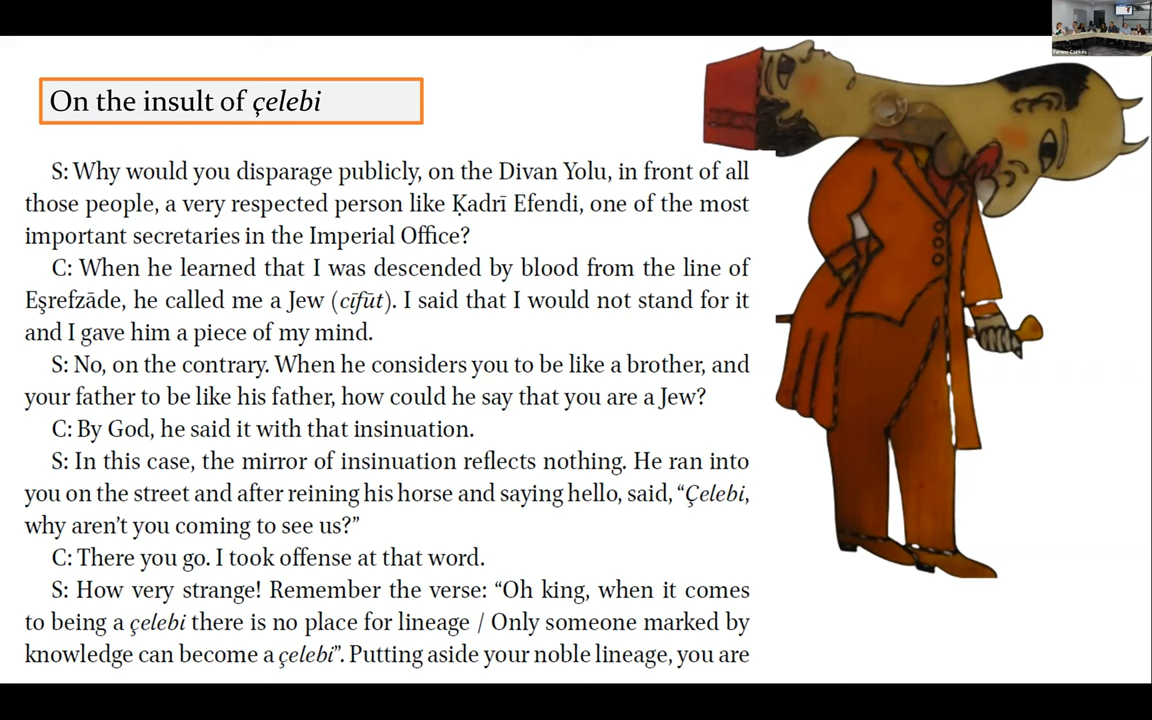 On the insult of çelebi
S: Why would you disparage publicly, on the Divan Yolu, in front of all
those people, a very respected person like Ḳadrī Efendi, one of the most
important secretaries in the Imperial Office?
C: When he learned that I was descended by blood from the line of
Eşrefzāde, he called me a Jew (cīfūt). I said that I would not stand for it
and I gave him a piece of my mind.
S: No, on the contrary. When he considers you to be like a brother, and
your father to be like his father, how could he say that you are a Jew?
C: By God, he said it with that insinuation.
S: In this case, the mirror of insinuation reflects nothing. He ran into
you on the street and after reining his horse and saying hello, said, “Çelebi,
why aren’t you coming to see us?”
C: There you go. I took offense at that word.
S: How very strange! Remember the verse: “Oh king, when it comes
to being a çelebi there is no place for lineage / Only someone marked by
knowledge can become a çelebi”. Putting aside your noble lineage, you are